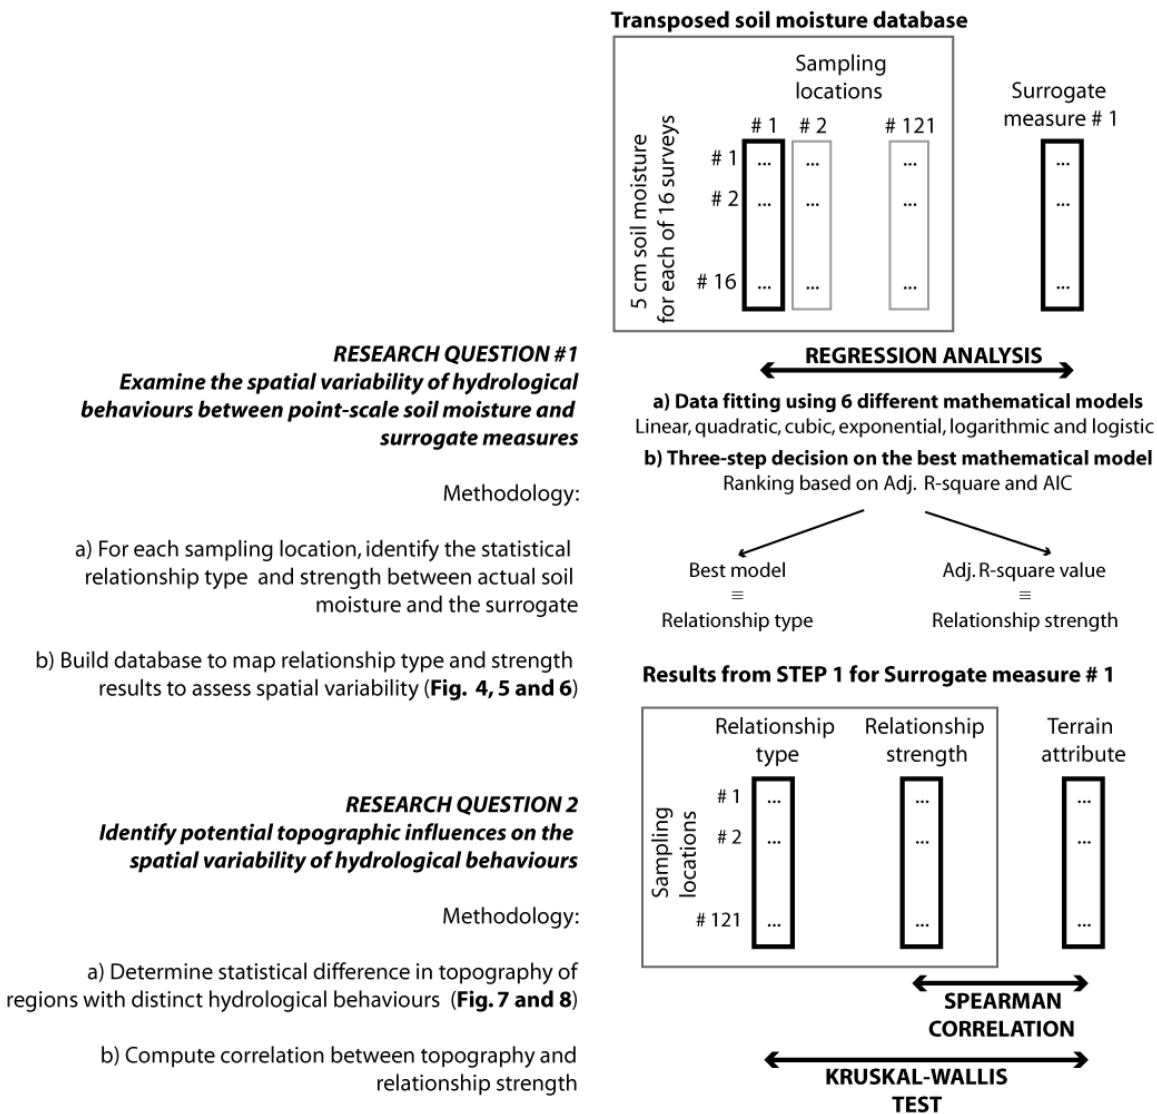 Transposed soil moisture database
Sampling
locations
Surrogate
measure # 1
# 1 # 2 # 121
5 cm soil moisture
for each of 16 surveys
# 1 ... ... ... ...
# 2 ... ... ... ...
# 16 ... ... ... ...
RESEARCH QUESTION #1
Examine the spatial variability of hydrological
behaviours between point-scale soil moisture and
surrogate measures
Methodology:
a) For each sampling location, identify the statistical
relationship type and strength between actual soil
moisture and the surrogate
b) Build database to map relationship type and strength
results to assess spatial variability (Fig. 4, 5 and 6)
REGRESSION ANALYSIS
a) Data fitting using 6 different mathematical models
Linear, quadratic, cubic, exponential, logarithmic and logistic
b) Three-step decision on the best mathematical model
Ranking based on Adj. R-square and AIC
Best model
≡
Relationship type
Adj. R-square value
≡
Relationship strength
Results from STEP 1 for Surrogate measure # 1
Relationship
type
Relationship
strength
Terrain
attribute
Sampling
locations
# 1 ... ... ...
# 2 ... ... ...
# 121 ... ... ...
RESEARCH QUESTION 2
Identify potential topographic influences on the
spatial variability of hydrological behaviours
Methodology:
a) Determine statistical difference in topography of
regions with distinct hydrological behaviours (Fig. 7 and 8)
b) Compute correlation between topography and
relationship strength
SPEARMAN
CORRELATION
KRUSKAL-WALLIS
TEST